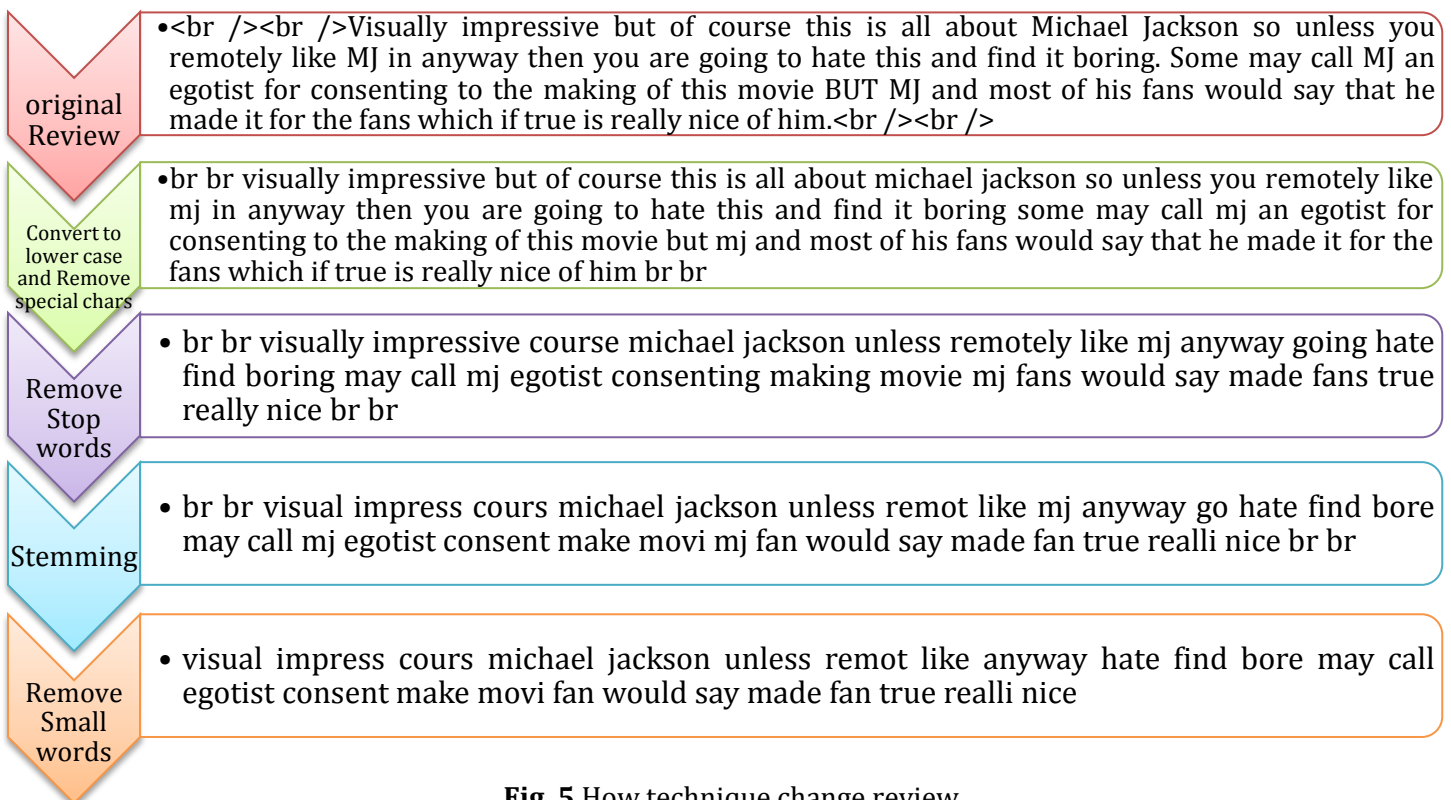 original
Review
•<br /><br />Visually impressive but of course this is all about Michael Jackson so unless you
remotely like MJ in anyway then you are going to hate this and find it boring. Some may call MJ an
egotist for consenting to the making of this movie BUT MJ and most of his fans would say that he
made it for the fans which if true is really nice of him.<br /><br />
Convert to
lower case
and Remove
special chars
•br br visually impressive but of course this is all about michael jackson so unless you remotely like
mj in anyway then you are going to hate this and find it boring some may call mj an egotist for
consenting to the making of this movie but mj and most of his fans would say that he made it for the
fans which if true is really nice of him br br
Remove
Stop
words
• br br visually impressive course michael jackson unless remotely like mj anyway going hate
find boring may call mj egotist consenting making movie mj fans would say made fans true
really nice br br
Stemming
• br br visual impress cours michael jackson unless remot like mj anyway go hate find bore
may call mj egotist consent make movi mj fan would say made fan true realli nice br br
Remove
Small
words
• visual impress cours michael jackson unless remot like anyway hate find bore may call
egotist consent make movi fan would say made fan true realli nice
Fig. 5 How technique change review